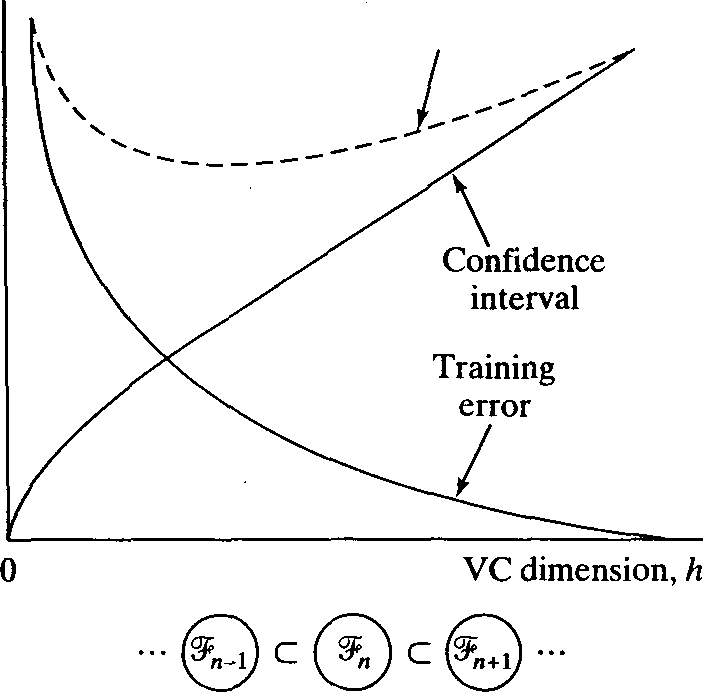 Confidence
interval
Training
error
0
VC dimension, h
... ℱn-1 ⊂ ℱn ⊂ ℱn+1 ...